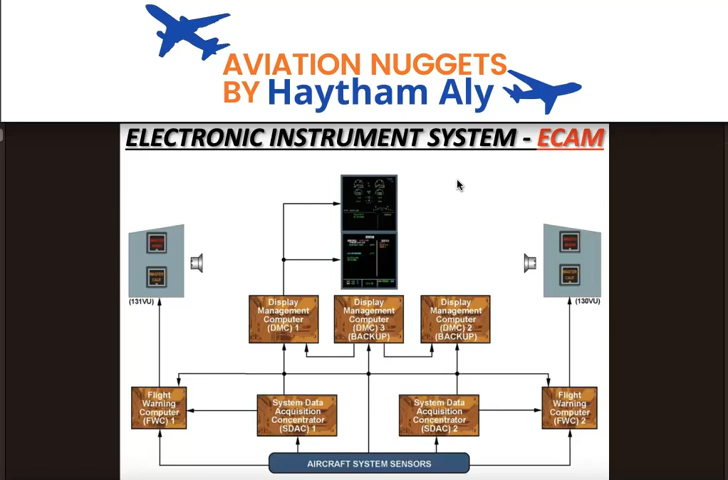 AVIATION NUGGETS
BY Haytham Aly
ELECTRONIC INSTRUMENT SYSTEM - ECAM
(131VU)
(130VU)
Display
Management
Computer
(DMC) 1
Display
Management
Computer
(DMC) 3
(BACKUP)
Display
Management
Computer
(DMC) 2
(BACKUP)
Flight
Warning
Computer
(FWC) 1
System Data
Acquisition
Concentrator
(SDAC) 1
System Data
Acquisition
Concentrator
(SDAC) 2
Flight
Warning
Computer
(FWC) 2
AIRCRAFT SYSTEM SENSORS